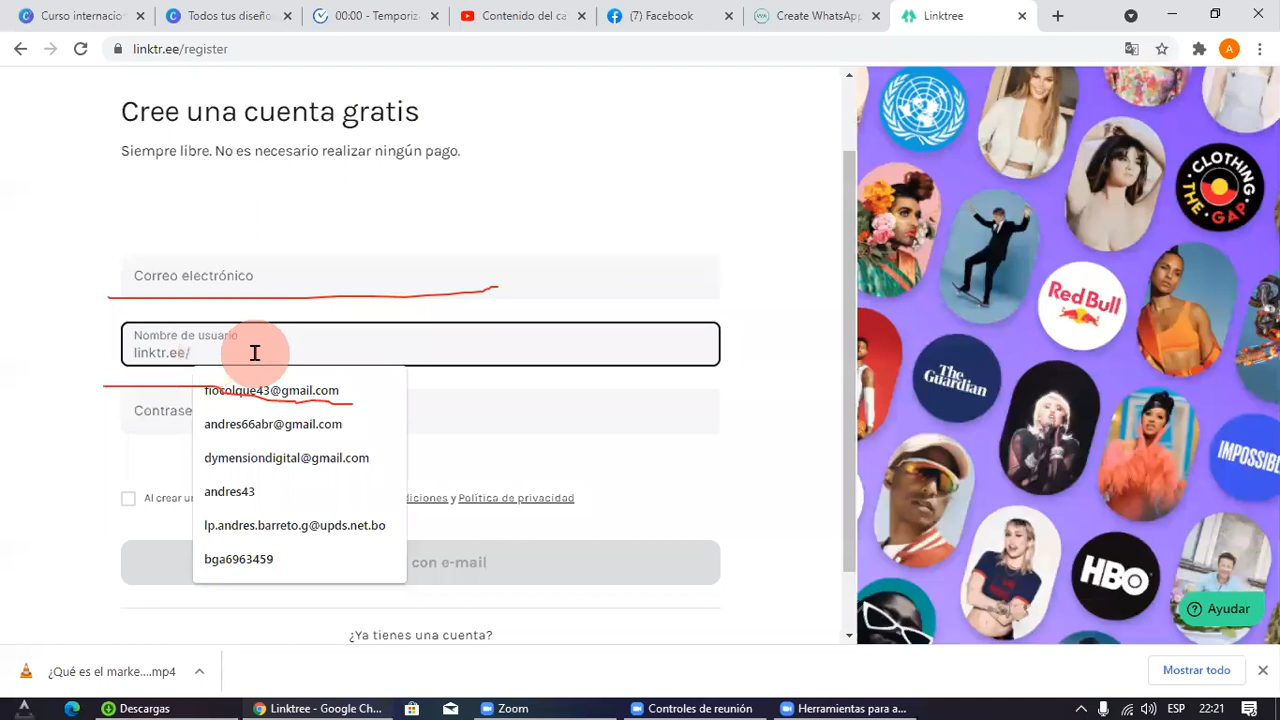 Curso internacio
Todos tus diseño
00:00 - Temporiz
Contenido del ca
(7) Facebook
Create WhatsApp
Linktree
linktr.ee/register
A
Cree una cuenta gratis
Siempre libre. No es necesario realizar ningún pago.
Correo electrónico
Nombre de usuario
linktr.ee/
fiocolque43@gmail.com
Contrase
andres66abr@gmail.com
dymensiondigital@gmail.com
andres43
Al crear un
diciones y Política de privacidad
lp.andres.barreto.g@upds.net.bo
bga6963459
con e-mail
¿Ya tienes una cuenta?
CLOTHING
THE GAP
Red Bull
The
Guardian
IMPOSSIBL
HBO
Ayudar
¿Qué es el marke....mp4
Mostrar todo
Descargas
Linktree - Google Ch...
Zoom
Controles de reunión
Herramientas para a...
ESP
22:21